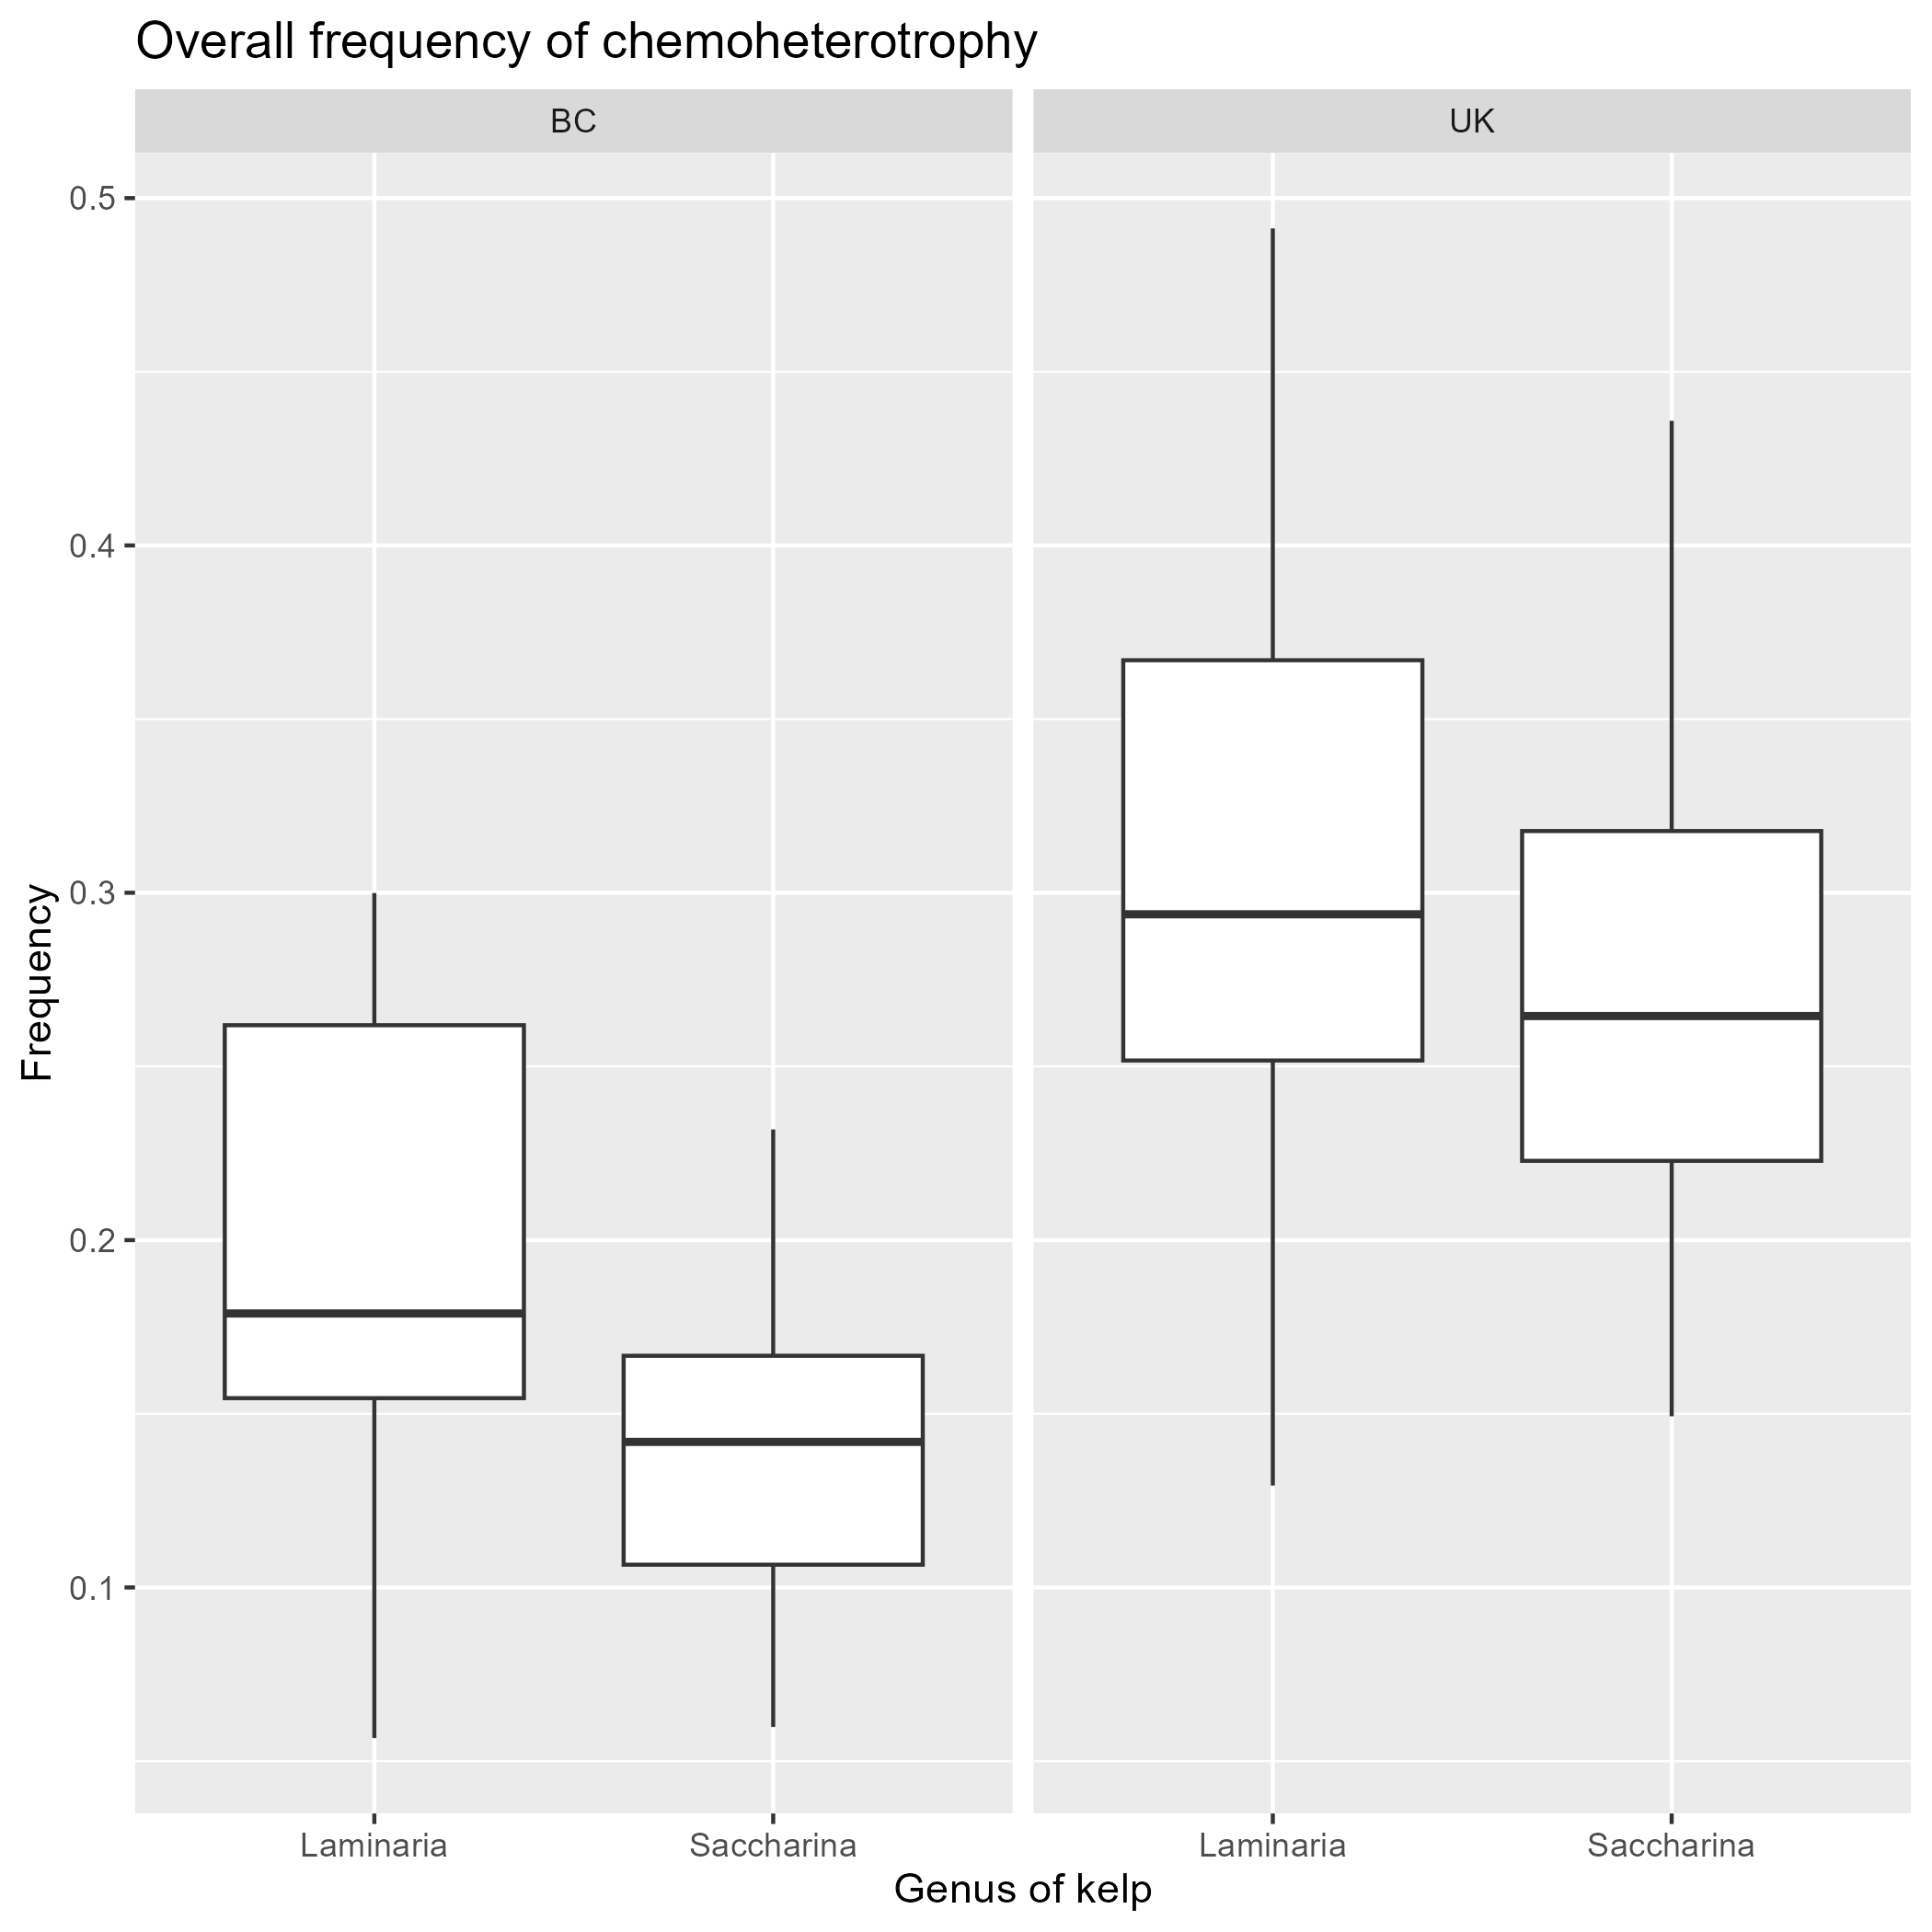 Overall frequency of chemoheterotrophy
BC
UK
Frequency
0.5
0.4
0.3
0.2
0.1
Laminaria
Saccharina
Laminaria
Saccharina
Genus of kelp